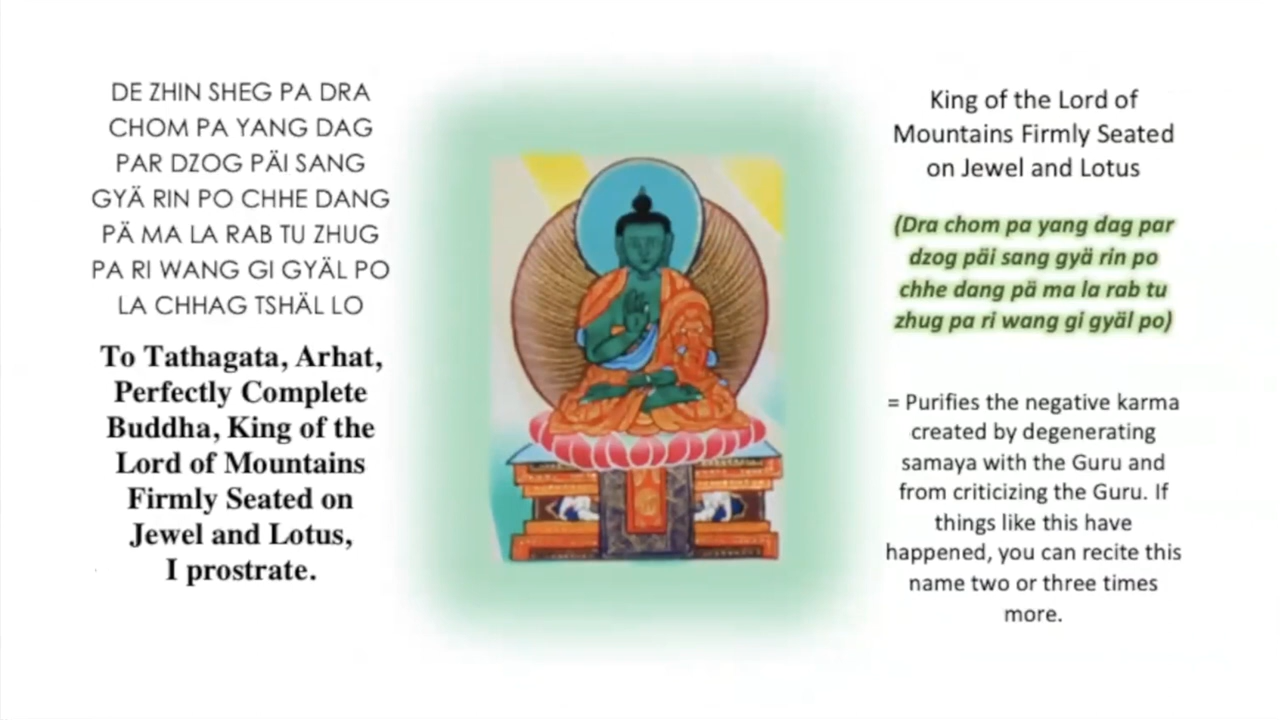 DE ZHIN SHEG PA DRA
CHOM PA YANG DAG
PAR DZOG PÄI SANG
GYÄ RIN PO CHHE DANG
PÄ MA LA RAB TU ZHUG
PA RI WANG GI GYÄL PO
LA CHHAG TSHÄL LO
To Tathagata, Arhat,
Perfectly Complete
Buddha, King of the
Lord of Mountains
Firmly Seated on
Jewel and Lotus,
I prostrate.
King of the Lord of
Mountains Firmly Seated
on Jewel and Lotus
(Dra chom pa yang dag par
dzog päi sang gyä rin po
chhe dang pä ma la rab tu
zhug pa ri wang gi gyäl po)
= Purifies the negative karma
created by degenerating
samaya with the Guru and
from criticizing the Guru. If
things like this have
happened, you can recite this
name two or three times
more.